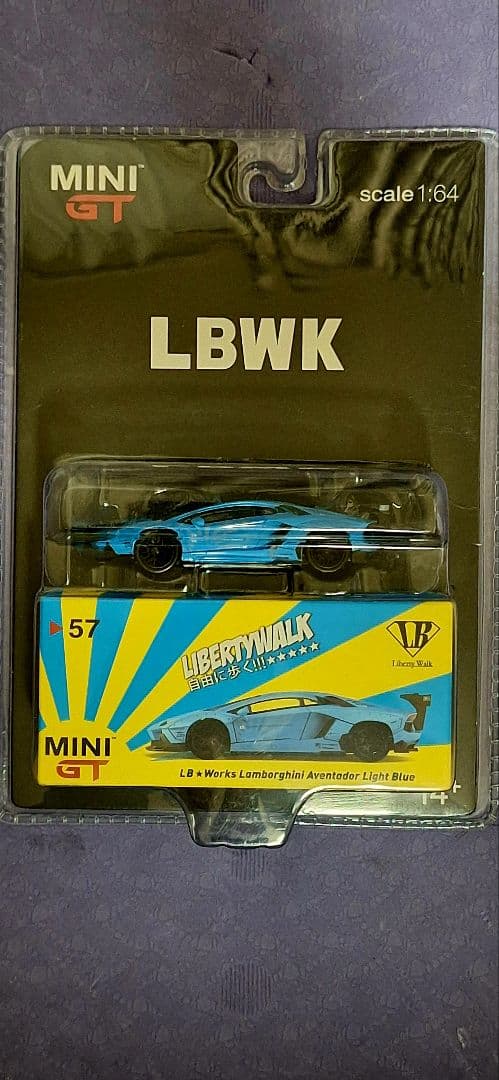 MINI
GT
scale 1:64
LBWK
57
LIBERTYWALK
自由に歩く!!!★★★★★
LB
Liberty Walk
MINI
GT
LB★Works Lamborghini Aventador Light Blue
14+